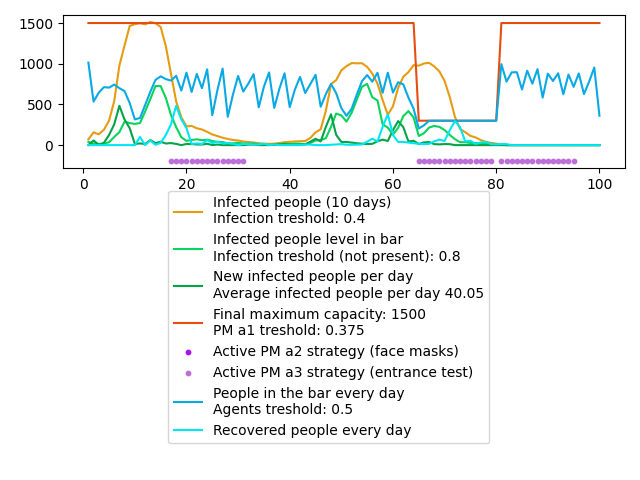 1500
1000
500
0
0 20 40 60 80 100
Infected people (10 days)
Infection treshold: 0.4
Infected people level in bar
Infection treshold (not present): 0.8
New infected people per day
Average infected people per day 40.05
Final maximum capacity: 1500
PM a1 treshold: 0.375
Active PM a2 strategy (face masks)
Active PM a3 strategy (entrance test)
People in the bar every day
Agents treshold: 0.5
Recovered people every day